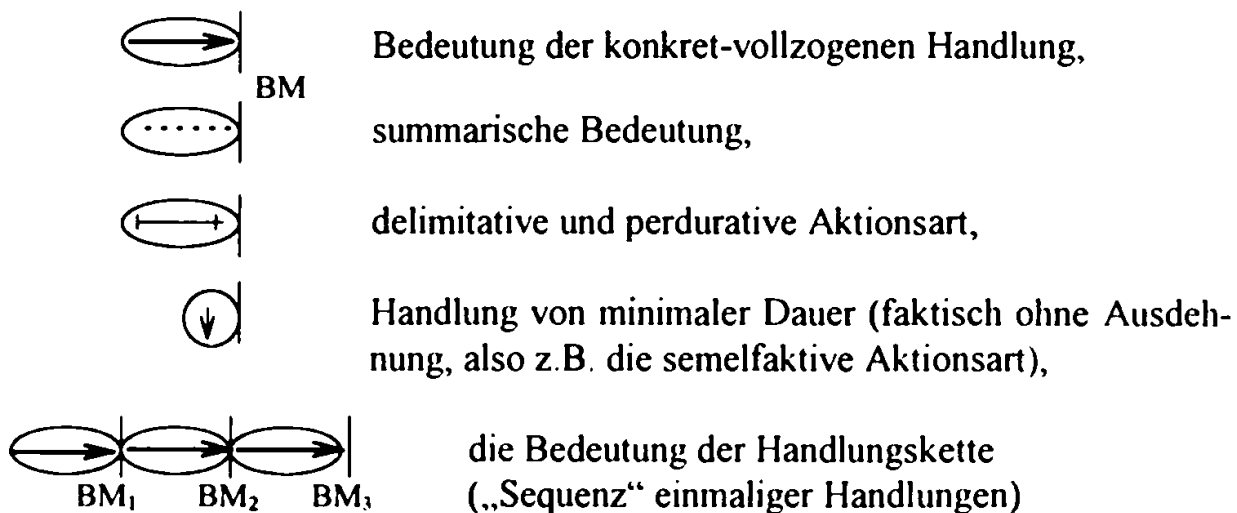 Bedeutung der konkret-vollzogenen Handlung,
BM
summarische Bedeutung,
delimitative und perdurative Aktionsart,
Handlung von minimaler Dauer (faktisch ohne Ausdeh-
nung, also z.B. die semelfaktive Aktionsart),
die Bedeutung der Handlungskette
BM₁ BM₂ BM₃ („Sequenz“ einmaliger Handlungen)